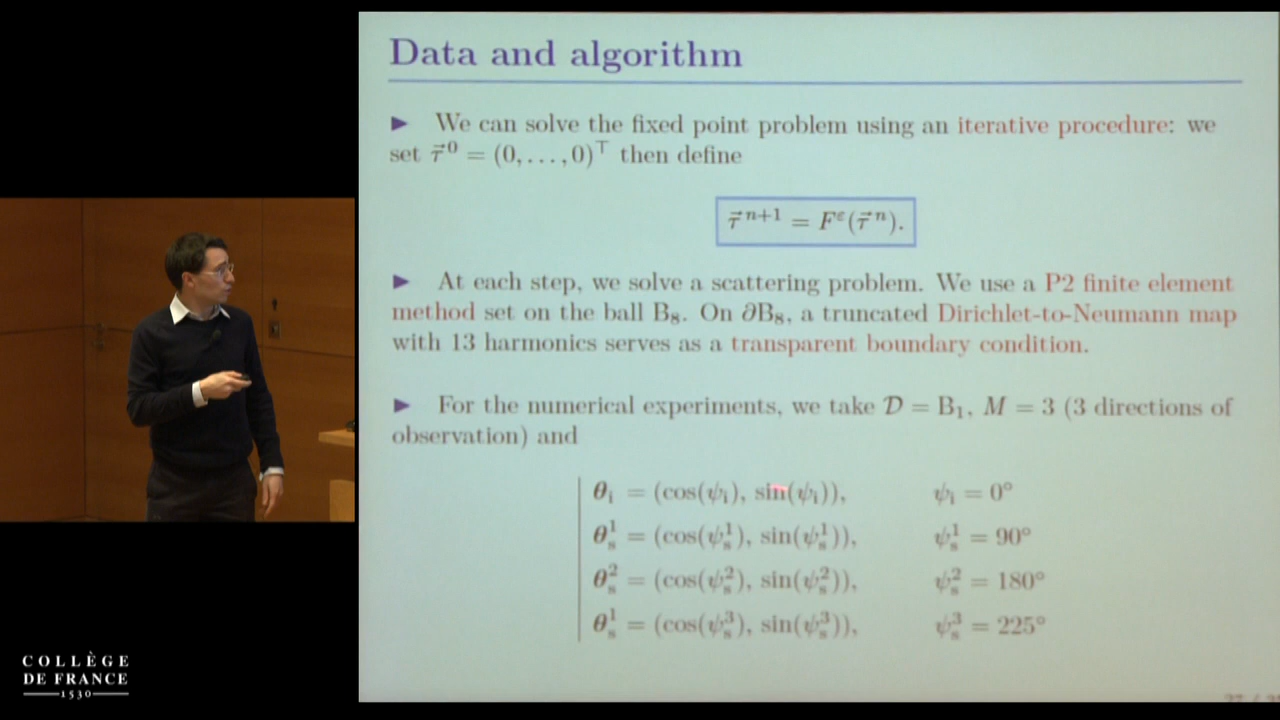 Data and algorithm
► We can solve the fixed point problem using an iterative procedure: we
set τ⃗⁰ = (0, . . . , 0)^⊤ then define
τ⃗ⁿ⁺¹ = F^ε(τ⃗ⁿ).
► At each step, we solve a scattering problem. We use a P2 finite element
method set on the ball B₈. On ∂B₈, a truncated Dirichlet-to-Neumann map
with 13 harmonics serves as a transparent boundary condition.
► For the numerical experiments, we take 𝒟 = B₁, M = 3 (3 directions of
observation) and
θᵢ = (cos(ψᵢ), sin(ψᵢ)), ψᵢ = 0°
θₛ¹ = (cos(ψₛ¹), sin(ψₛ¹)), ψₛ¹ = 90°
θₛ² = (cos(ψₛ²), sin(ψₛ²)), ψₛ² = 180°
θₛ¹ = (cos(ψₛ³), sin(ψₛ³)), ψₛ³ = 225°
COLLÈGE
DE FRANCE
1530